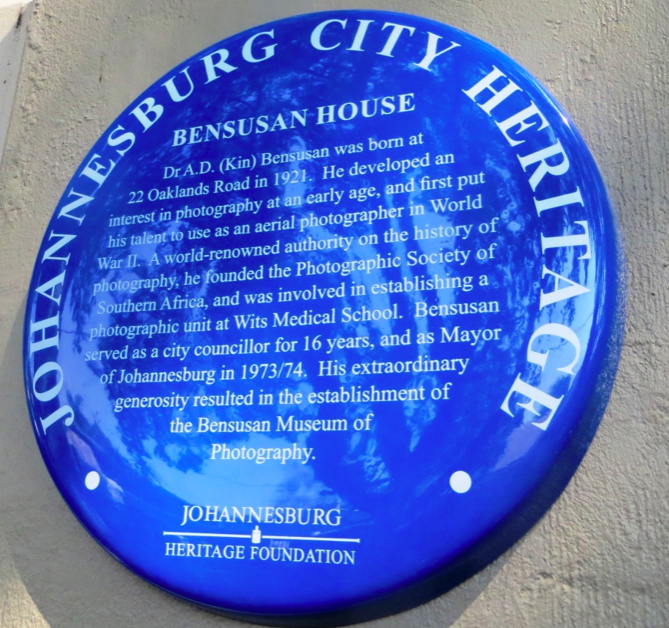 JOHANNESBURG CITY HERITAGE
BENSUSAN HOUSE
Dr A.D. (Kin) Bensusan was born at
22 Oaklands Road in 1921. He developed an
interest in photography at an early age, and first put
his talent to use as an aerial photographer in World
War II. A world-renowned authority on the history of
photography, he founded the Photographic Society of
Southern Africa, and was involved in establishing a
photographic unit at Wits Medical School. Bensusan
served as a city councillor for 16 years, and as Mayor
of Johannesburg in 1973/74. His extraordinary
generosity resulted in the establishment of
the Bensusan Museum of
Photography.
JOHANNESBURG
HERITAGE FOUNDATION